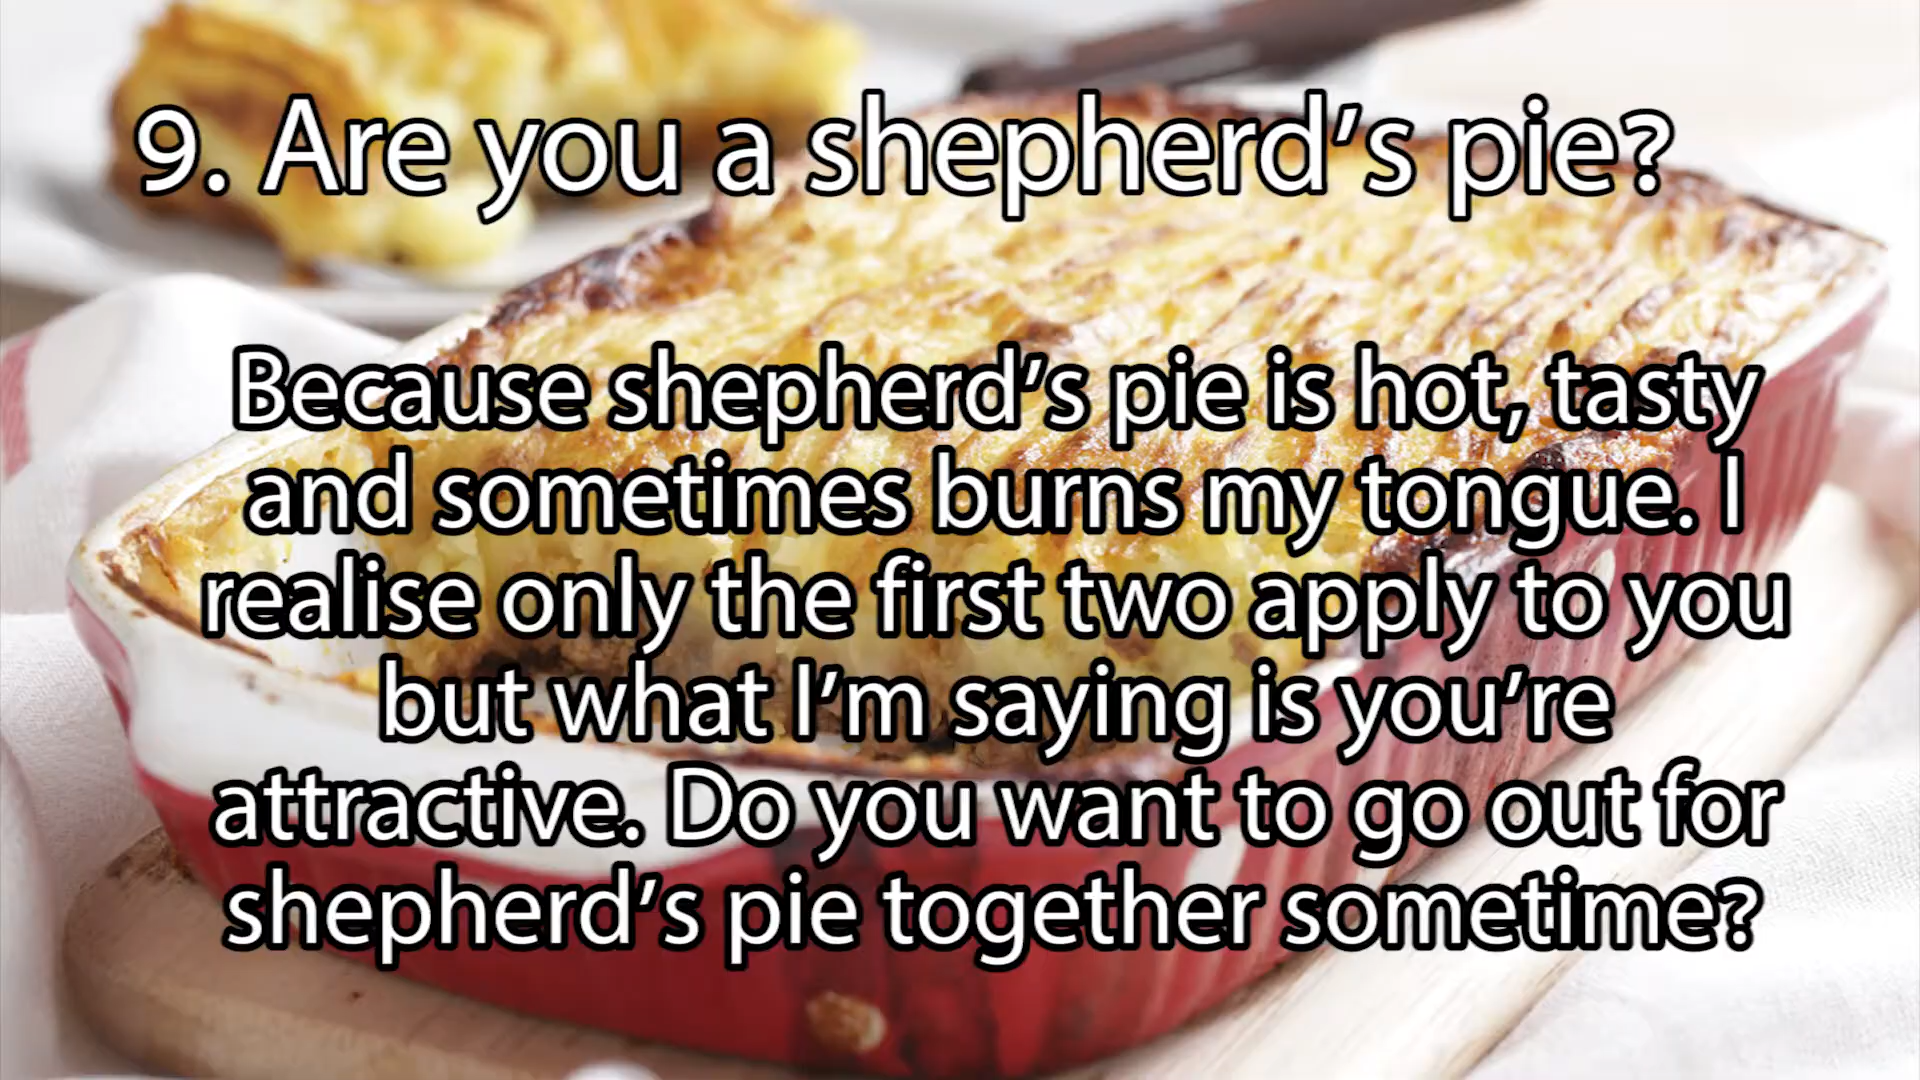 9. Are you a shepherd’s pie?
Because shepherd’s pie is hot, tasty
and sometimes burns my tongue. I
realise only the first two apply to you
but what I’m saying is you’re
attractive. Do you want to go out for
shepherd’s pie together sometime?